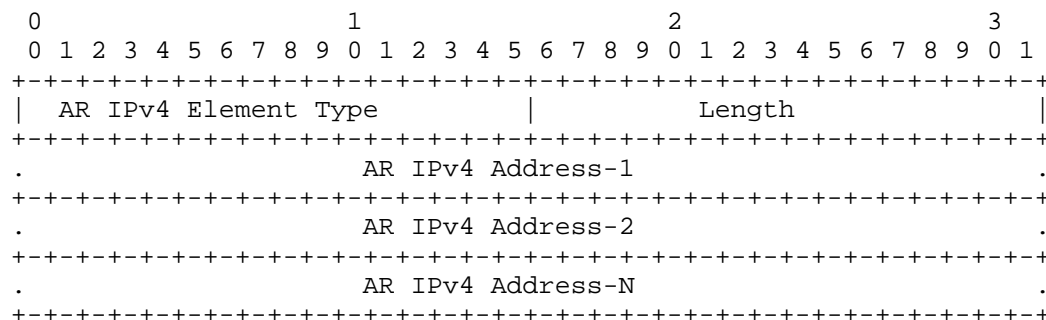 0                   1                   2                   3
0 1 2 3 4 5 6 7 8 9 0 1 2 3 4 5 6 7 8 9 0 1 2 3 4 5 6 7 8 9 0 1
+-+-+-+-+-+-+-+-+-+-+-+-+-+-+-+-+-+-+-+-+-+-+-+-+-+-+-+-+-+-+-+-+
|  AR IPv4 Element Type         |          Length               |
+-+-+-+-+-+-+-+-+-+-+-+-+-+-+-+-+-+-+-+-+-+-+-+-+-+-+-+-+-+-+-+-+
.                     AR IPv4 Address-1                         .
+-+-+-+-+-+-+-+-+-+-+-+-+-+-+-+-+-+-+-+-+-+-+-+-+-+-+-+-+-+-+-+-+
.                     AR IPv4 Address-2                         .
+-+-+-+-+-+-+-+-+-+-+-+-+-+-+-+-+-+-+-+-+-+-+-+-+-+-+-+-+-+-+-+-+
.                     AR IPv4 Address-N                         .
+-+-+-+-+-+-+-+-+-+-+-+-+-+-+-+-+-+-+-+-+-+-+-+-+-+-+-+-+-+-+-+-+